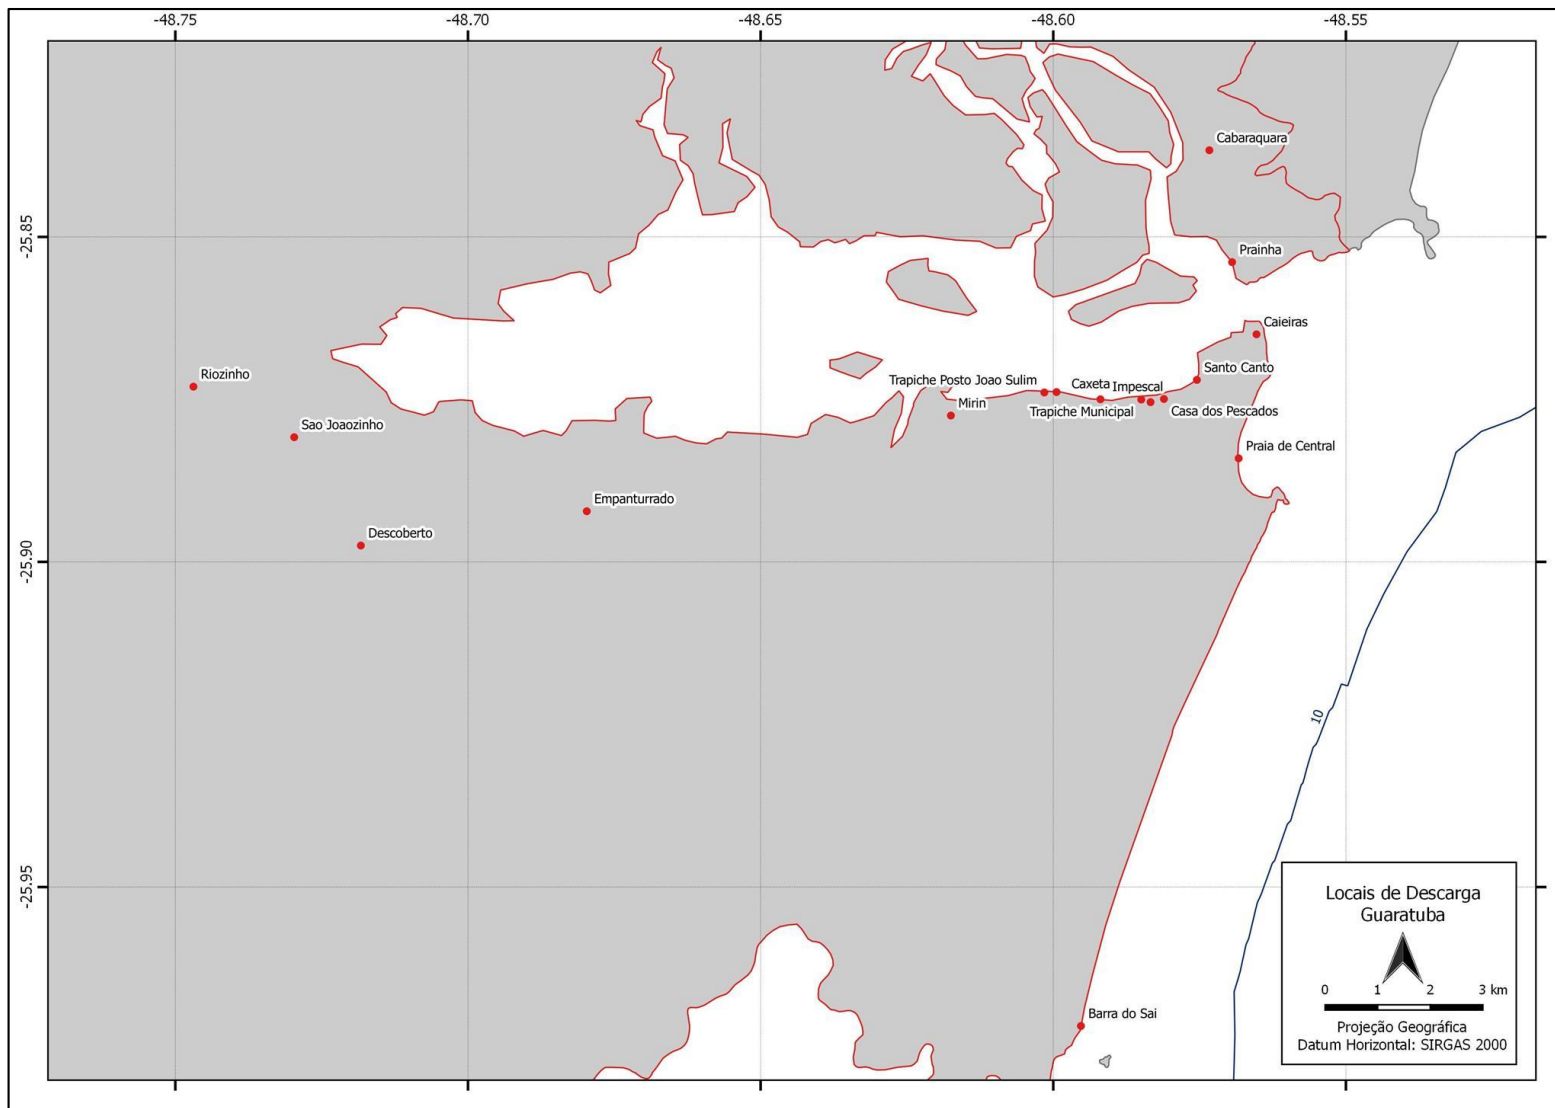 -48.75
-48.70
-48.65
-48.60
-48.55
Cabaraquara
-25.85
Prainha
Caieiras
Riozinho
Santo Canto
Trapiche Posto Joao Sulim
Caxeta
Impescal
Mirin
Trapiche Municipal
Casa dos Pescados
Sao Joaozinho
Praia de Central
Empanturrado
Descoberto
-25.90
10
-25.95
Locais de Descarga
Guaratuba
0 1 2 3 km
Projeção Geográfica
Datum Horizontal: SIRGAS 2000
Barra do Sai